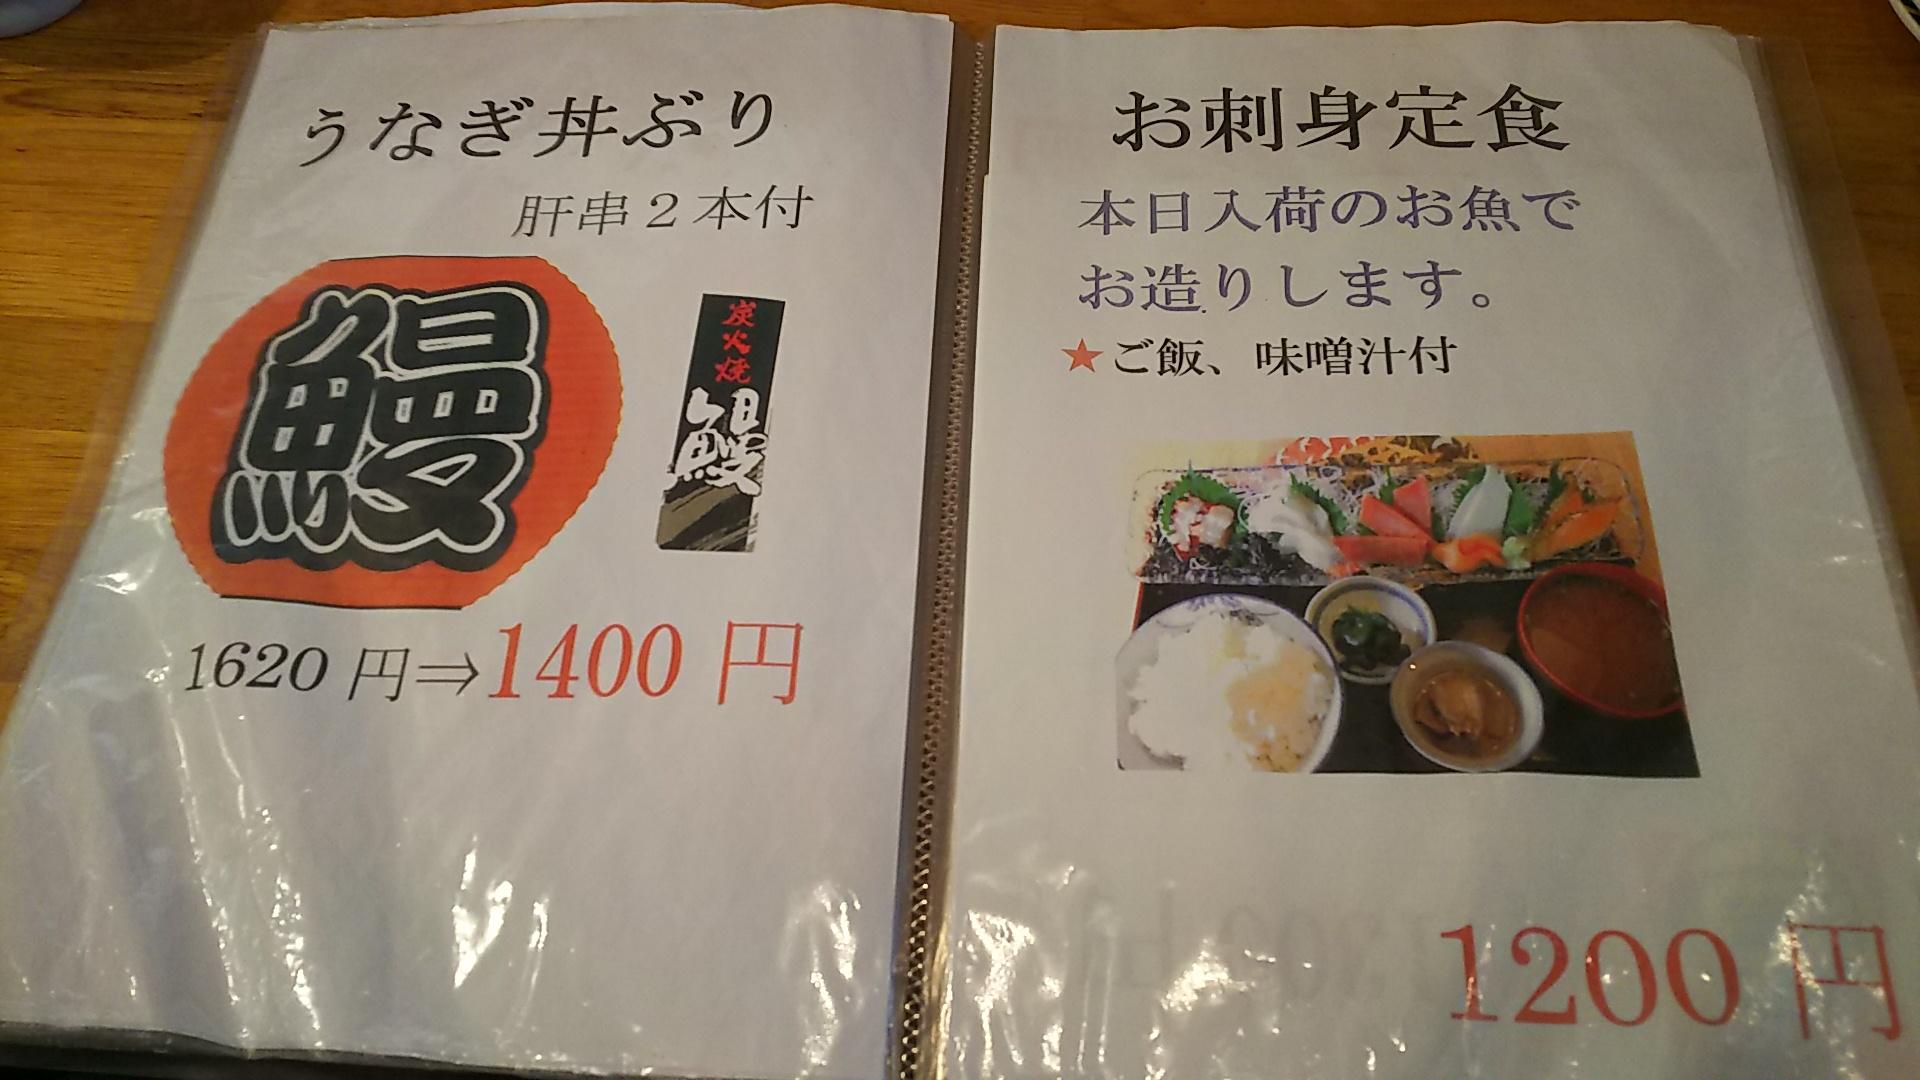 うなぎ丼ぶり
肝串２本付
鰻
炭火焼
鰻
1620 円⇒1400 円
お刺身定食
本日入荷のお魚で
お造りします。
★ご飯、味噌汁付
1200 円